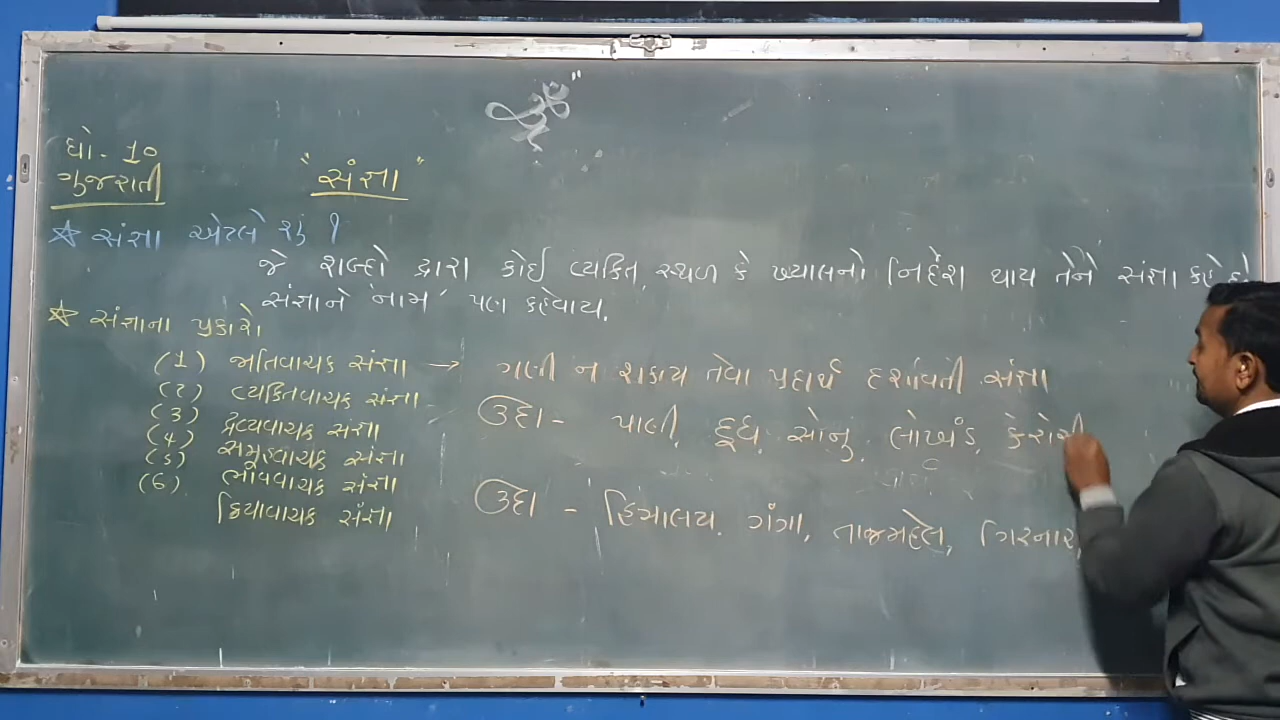 ધો. 10
ગુજરાતી
"સંજ્ઞા"
★ સંજ્ઞા એટલે શું ?
જે શબ્દો દ્વારા કોઈ વ્યકિત, સ્થળ કે ખ્યાલનો નિર્દેશ થાય તેને સંજ્ઞા કહે
સંજ્ઞાને 'નામ' પણ કહેવાય.
★ સંજ્ઞાના પ્રકારો
(1) જાતિવાચક સંજ્ઞા → ગણી ન શકાય તેવા પદાર્થ દર્શાવતી સંજ્ઞા
(2) વ્યકિતવાચક સંજ્ઞા
(3) દ્રવ્યવાચક સંજ્ઞા
(4) સમૂહવાચક સંજ્ઞા
(5) ભાવવાચક સંજ્ઞા
(6) ક્રિયાવાચક સંજ્ઞા
ઉદા - પાણી, દૂધ, સોનુ, લોખંડ, કેરોસી
ઉદા - હિમાલય, ગંગા, તાજમહેલ, ગિરનાર,